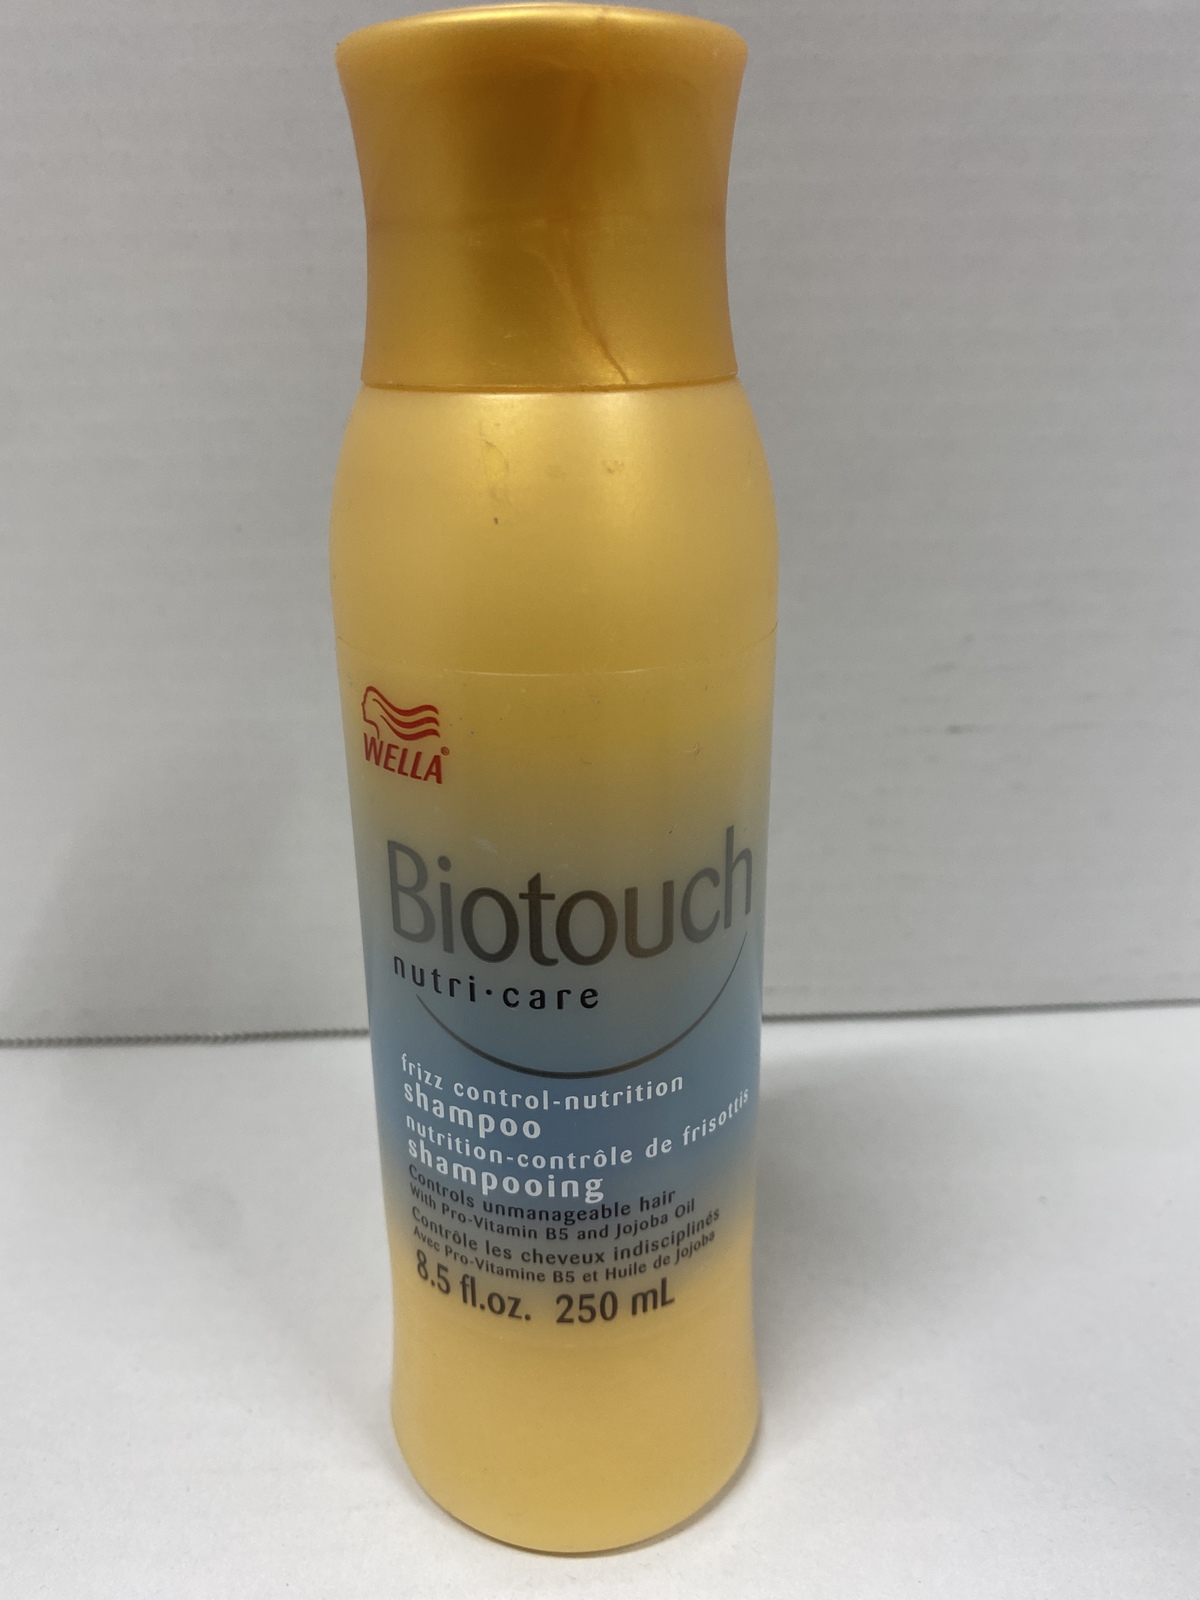 WELLA®
Biotouch
nutri·care
frizz control-nutrition
shampoo
nutrition-contrôle de frisottis
shampooing
Controls unmanageable hair
With Pro-Vitamin B5 and Jojoba Oil
Contrôle les cheveux indisciplinés
Avec Pro-Vitamine B5 et Huile de Jojoba
8.5 fl.oz. 250 mL